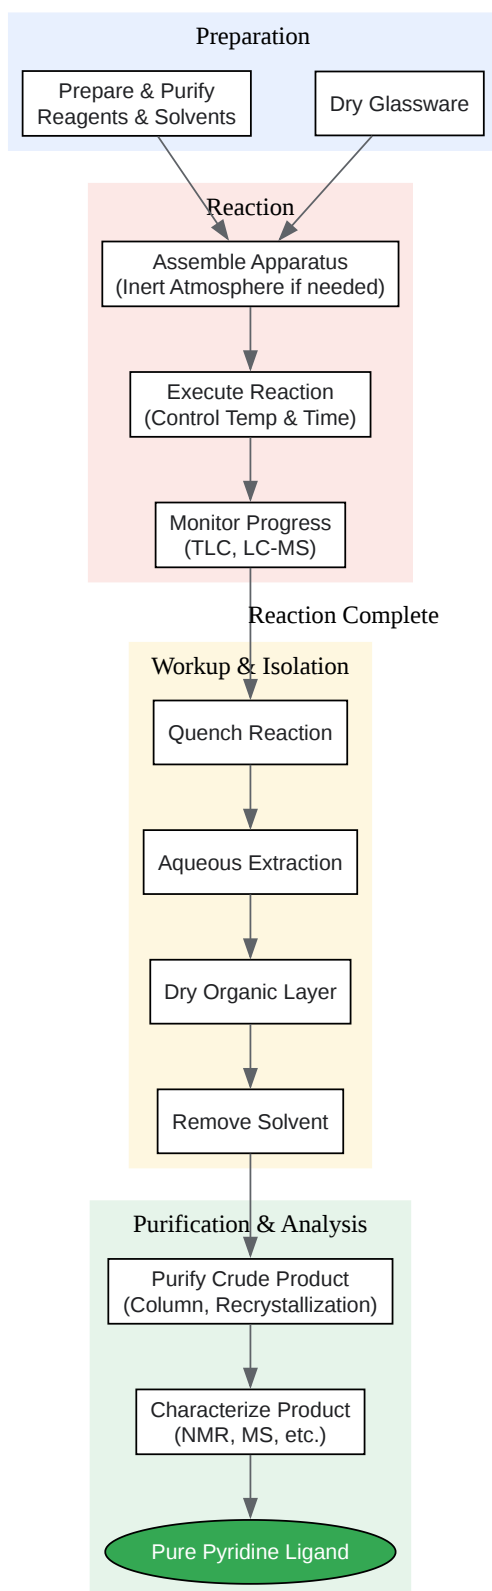 Preparation
Prepare & Purify
Reagents & Solvents
Dry Glassware
Reaction
Assemble Apparatus
(Inert Atmosphere if needed)
Execute Reaction
(Control Temp & Time)
Monitor Progress
(TLC, LC-MS)
Reaction Complete
Workup & Isolation
Quench Reaction
Aqueous Extraction
Dry Organic Layer
Remove Solvent
Purification & Analysis
Purify Crude Product
(Column, Recrystallization)
Characterize Product
(NMR, MS, etc.)
Pure Pyridine Ligand